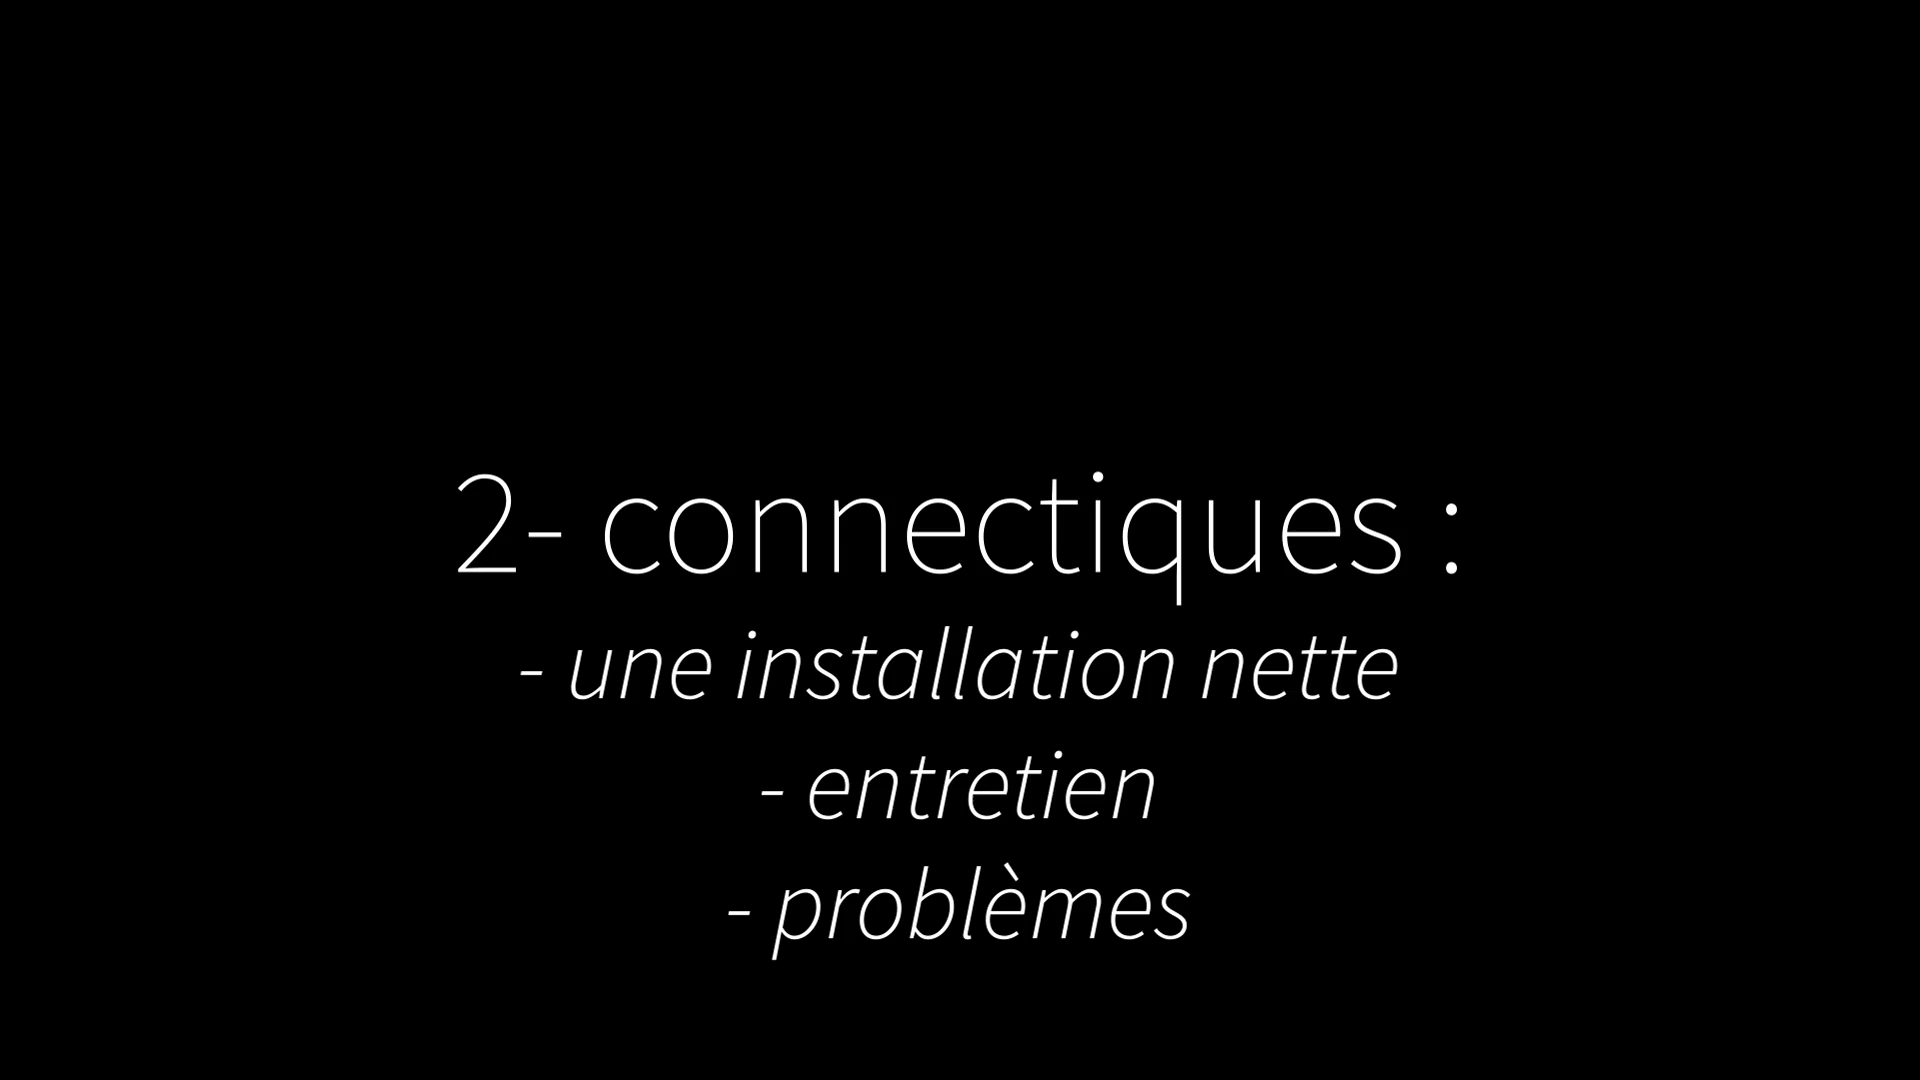 2- connectiques :
- une installation nette
- entretien
- problèmes